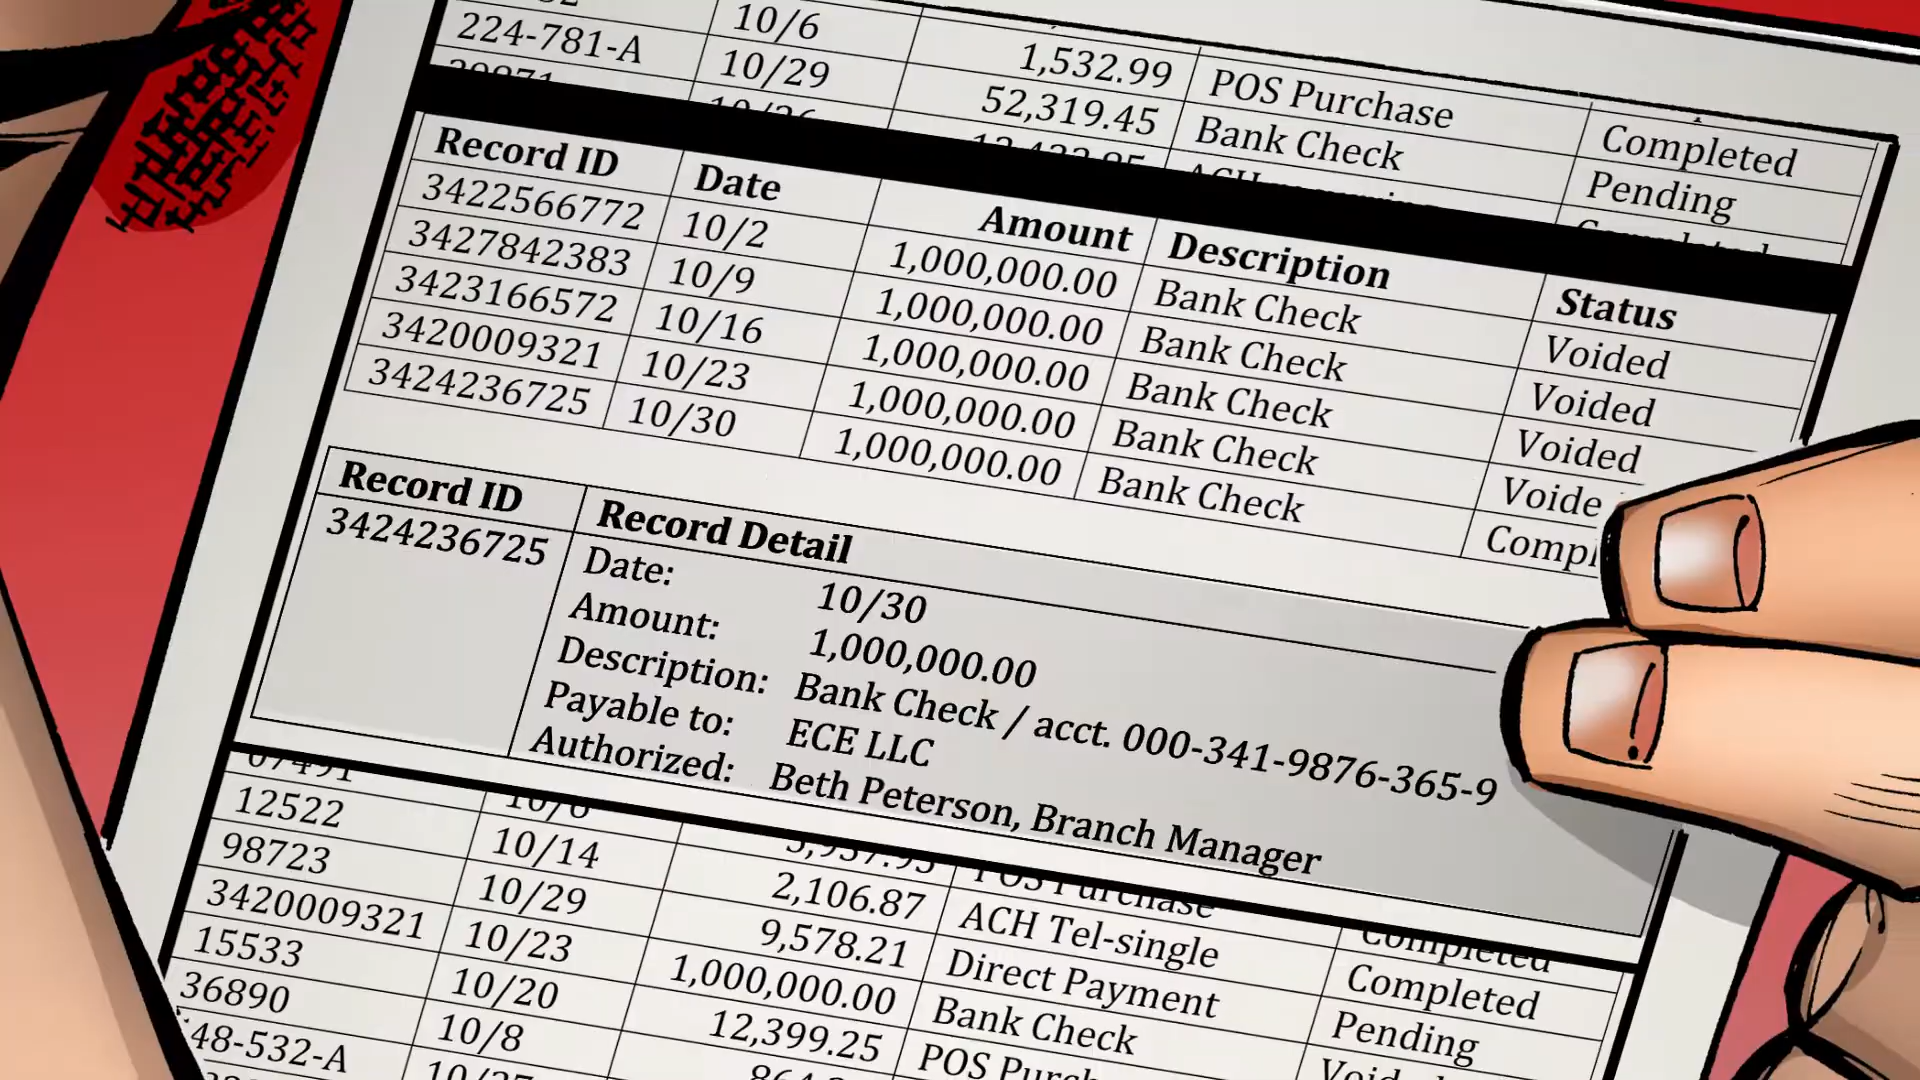 10/6 1,532.99 POS Purchase Completed
224-781-A 10/29 52,319.45 Bank Check Pending
Record ID Date Amount Description Status
3422566772 10/2 1,000,000.00 Bank Check Voided
3427842383 10/9 1,000,000.00 Bank Check Voided
3423166572 10/16 1,000,000.00 Bank Check Voided
3420009321 10/23 1,000,000.00 Bank Check Voide
3424236725 10/30 1,000,000.00 Bank Check Compl
Record ID Record Detail
3424236725 Date: 10/30
Amount: 1,000,000.00
Description: Bank Check / acct. 000-341-9876-365-9
Payable to: ECE LLC
Authorized: Beth Peterson, Branch Manager
12522 10/14 2,106.87 ACH Tel-single Completed
98723 10/29 9,578.21 Direct Payment Pending
3420009321 10/23 1,000,000.00 Bank Check Voided
15533 10/20 12,399.25 POS Purch
36890 10/8
48-532-A